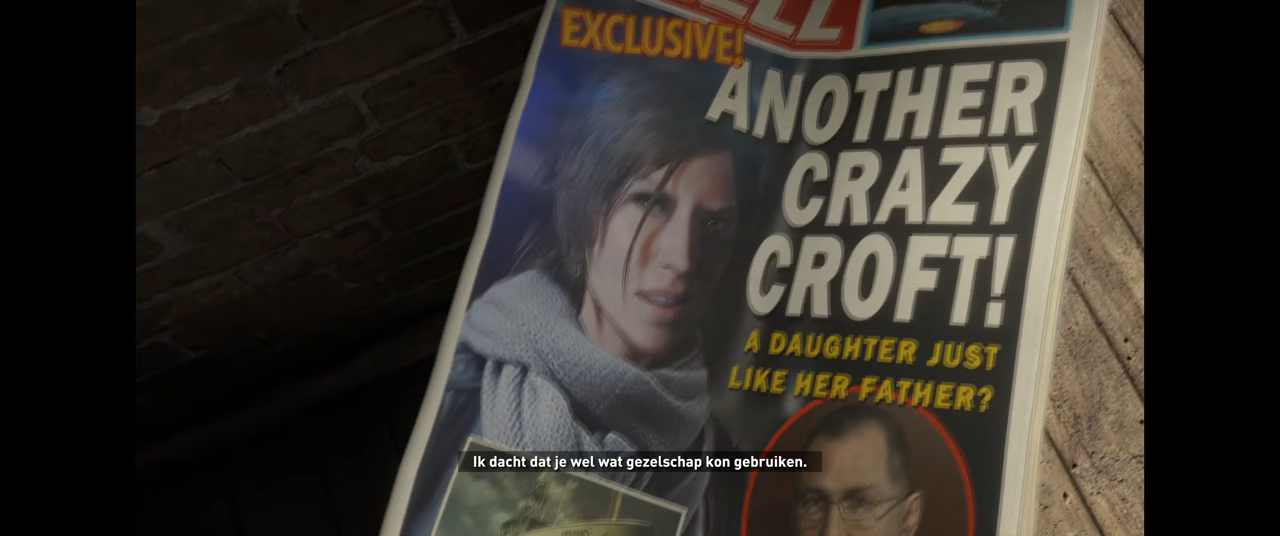 EXCLUSIVE!
ANOTHER
CRAZY
CROFT!
A DAUGHTER JUST
LIKE HER FATHER?
Ik dacht dat je wel wat gezelschap kon gebruiken.